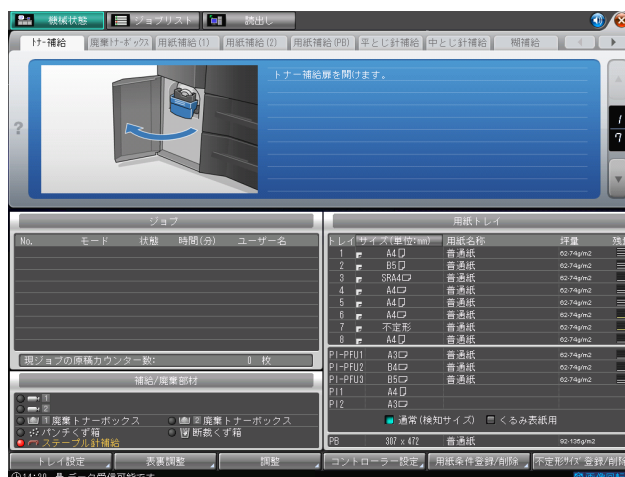 機械状態 ジョブリスト 読出し
ﾄﾅｰ補給 廃棄ﾄﾅｰﾎﾞｯｸｽ 用紙補給(1) 用紙補給(2) 用紙補給(PB) 平とじ針補給 中とじ針補給 糊補給
トナー補給扉を開けます。
?
1
7
ジョブ
No. モード 状態 時間(分) ユーザー名
現ジョブの原稿カウンター数: 0 枚
補給/廃棄部材
1
2
1 廃棄トナーボックス 2 廃棄トナーボックス
パンチくず箱 断裁くず箱
ステープル針補給
用紙トレイ
トレイ サイズ(単位:mm) 用紙名称 坪量 残量
1 A4 普通紙 62-74g/m2
2 B5 普通紙 62-74g/m2
3 SRA4 普通紙 62-74g/m2
4 A4 普通紙 62-74g/m2
5 A4 普通紙 62-74g/m2
6 A4 普通紙 62-74g/m2
7 不定形 普通紙 62-74g/m2
8 A4 普通紙 62-74g/m2
PI-PFU1 A3 普通紙 62-74g/m2
PI-PFU2 B4 普通紙 62-74g/m2
PI-PFU3 B5 普通紙 62-74g/m2
PI1 A4
PI2 A3
通常(検知サイズ) くるみ表紙用
PB 307 x 472 普通紙 92-135g/m2
トレイ設定 表裏調整 調整 コントローラー設定 用紙条件登録/削除 不定形ｻｲｽﾞ登録/削除